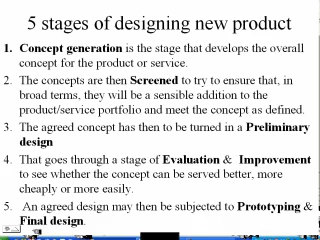 5 stages of designing new product
1. Concept generation is the stage that develops the overall
concept for the product or service.
2. The concepts are then Screened to try to ensure that, in
broad terms, they will be a sensible addition to the
product/service portfolio and meet the concept as defined.
3. The agreed concept has then to be turned in a Preliminary
design
4. That goes through a stage of Evaluation & Improvement
to see whether the concept can be served better, more
cheaply or more easily.
5. An agreed design may then be subjected to Prototyping &
Final design.